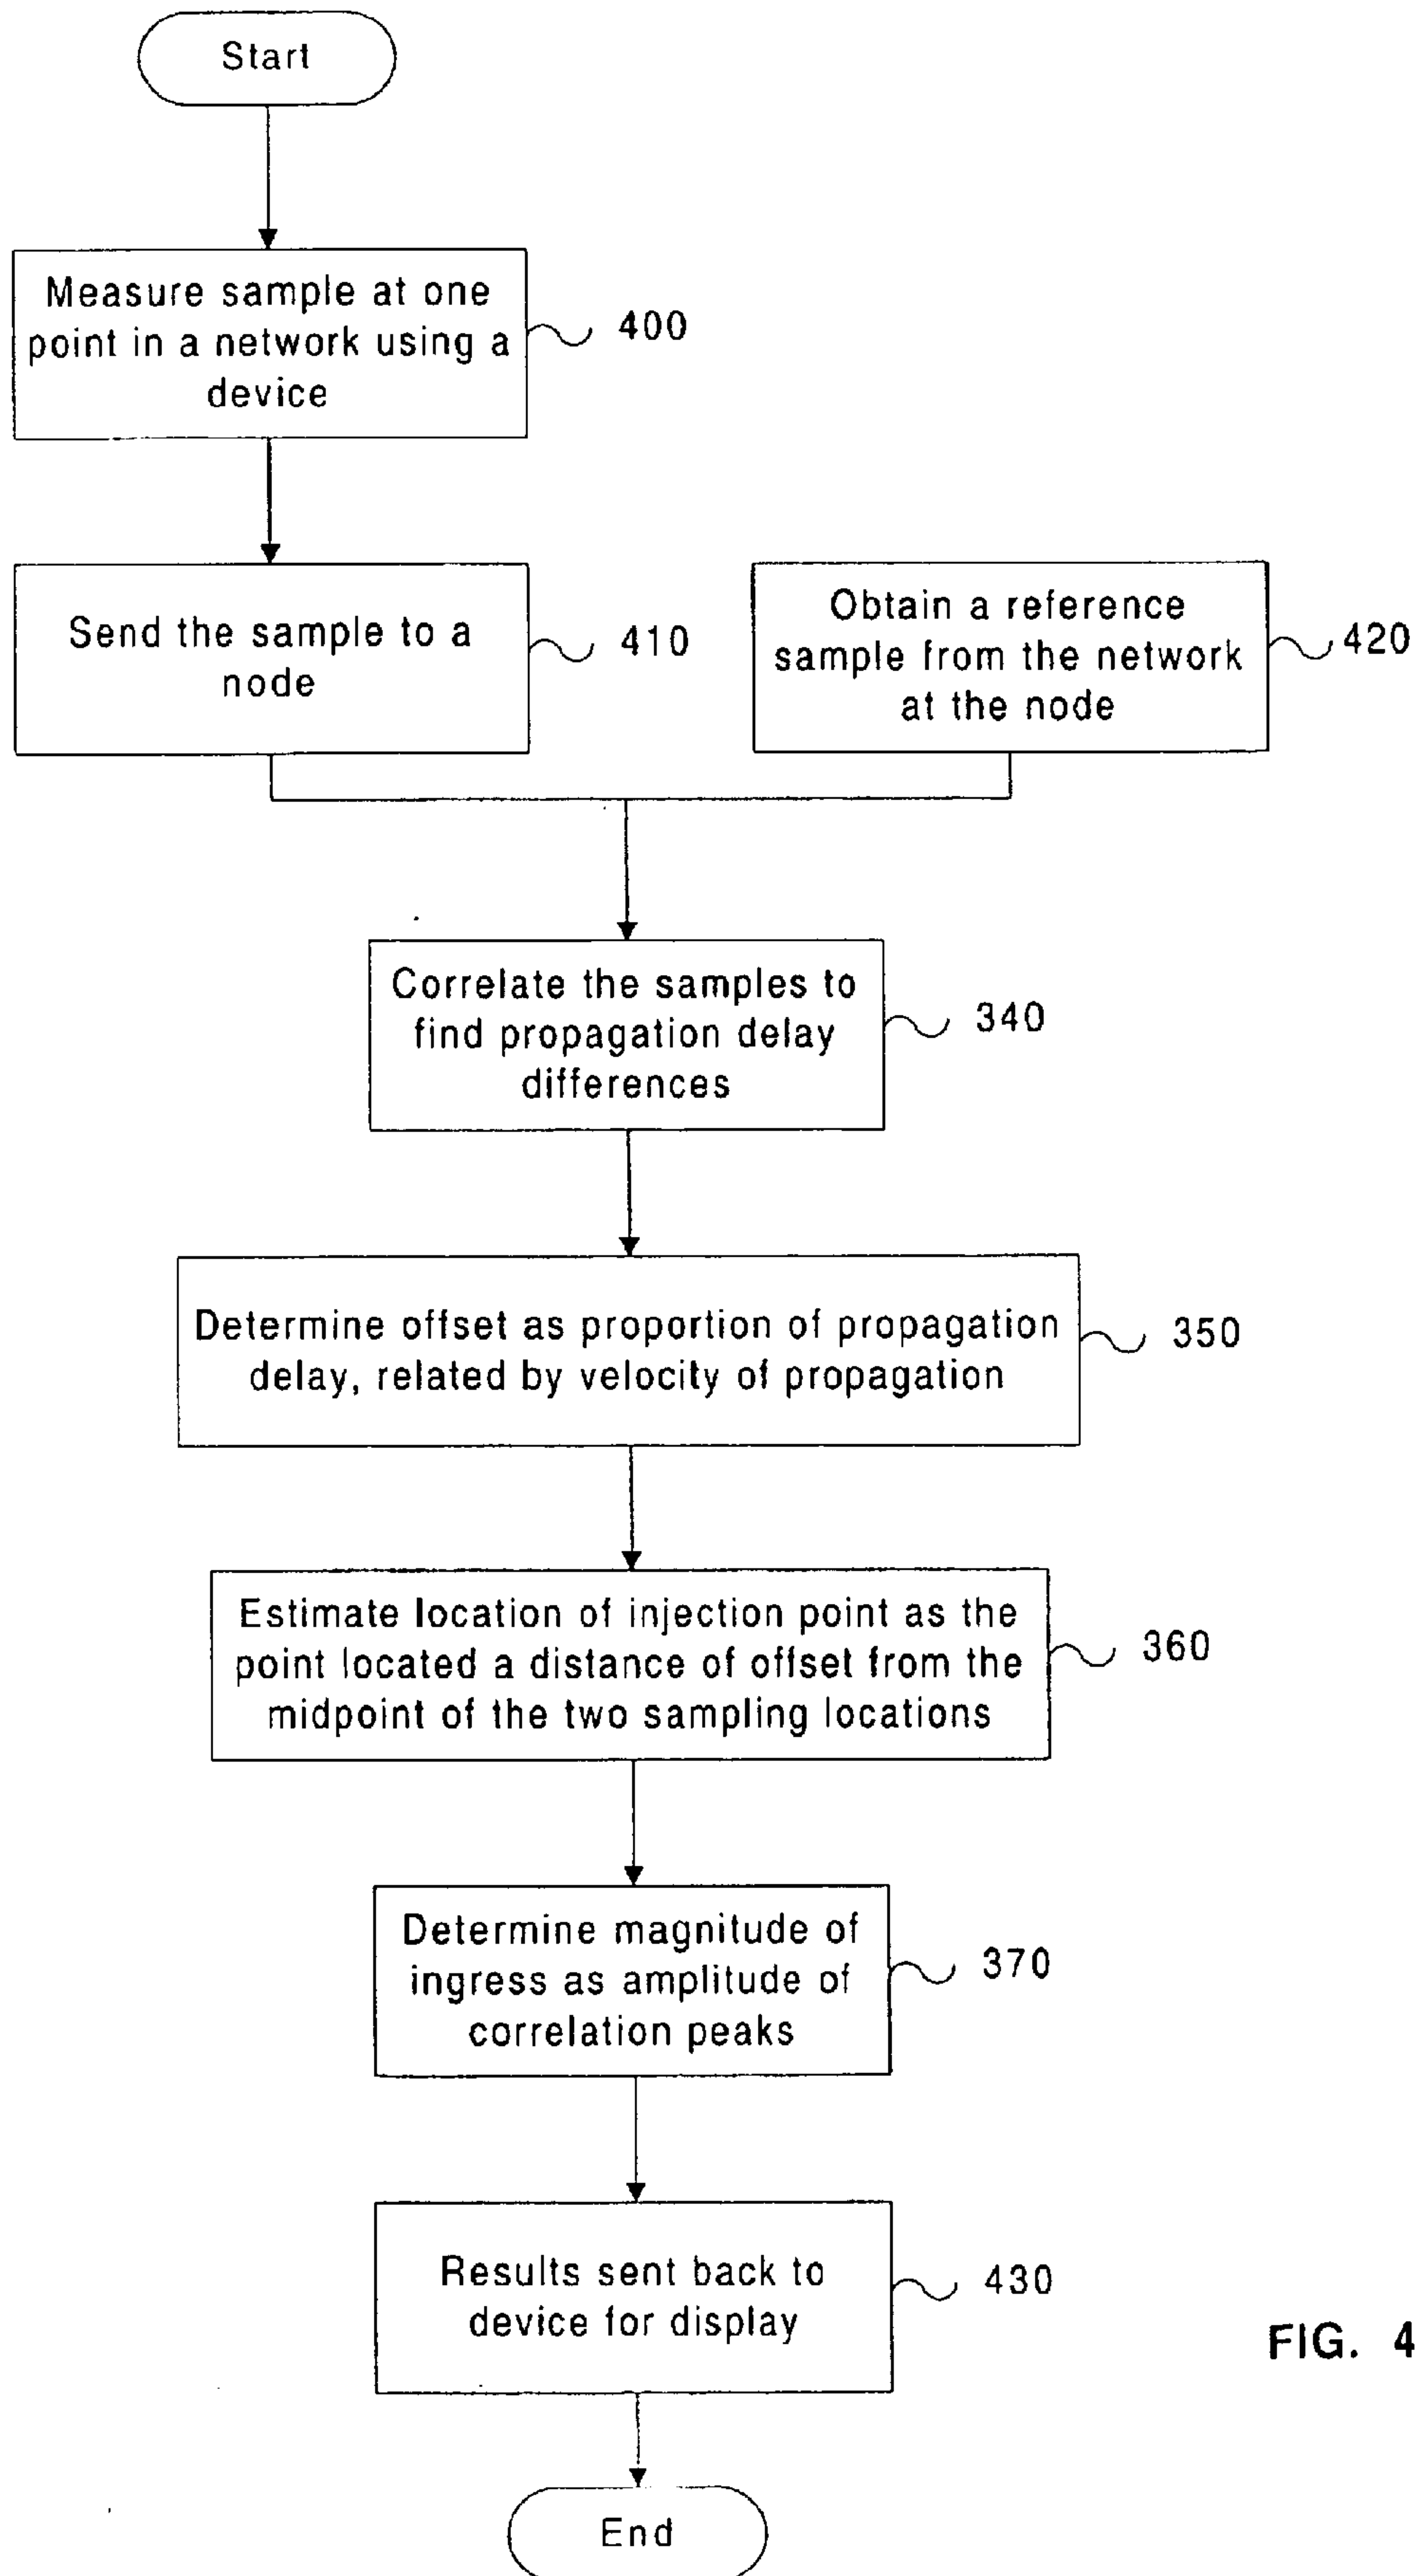 Start
Measure sample at one
point in a network using a
device
400
Send the sample to a
node
410
Obtain a reference
sample from the network
at the node
420
Correlate the samples to
find propagation delay
differences
340
Determine offset as proportion of propagation
delay, related by velocity of propagation
350
Estimate location of injection point as the
point located a distance of offset from the
midpoint of the two sampling locations
360
Determine magnitude of
ingress as amplitude of
correlation peaks
370
Results sent back to
device for display
430
FIG. 4
End